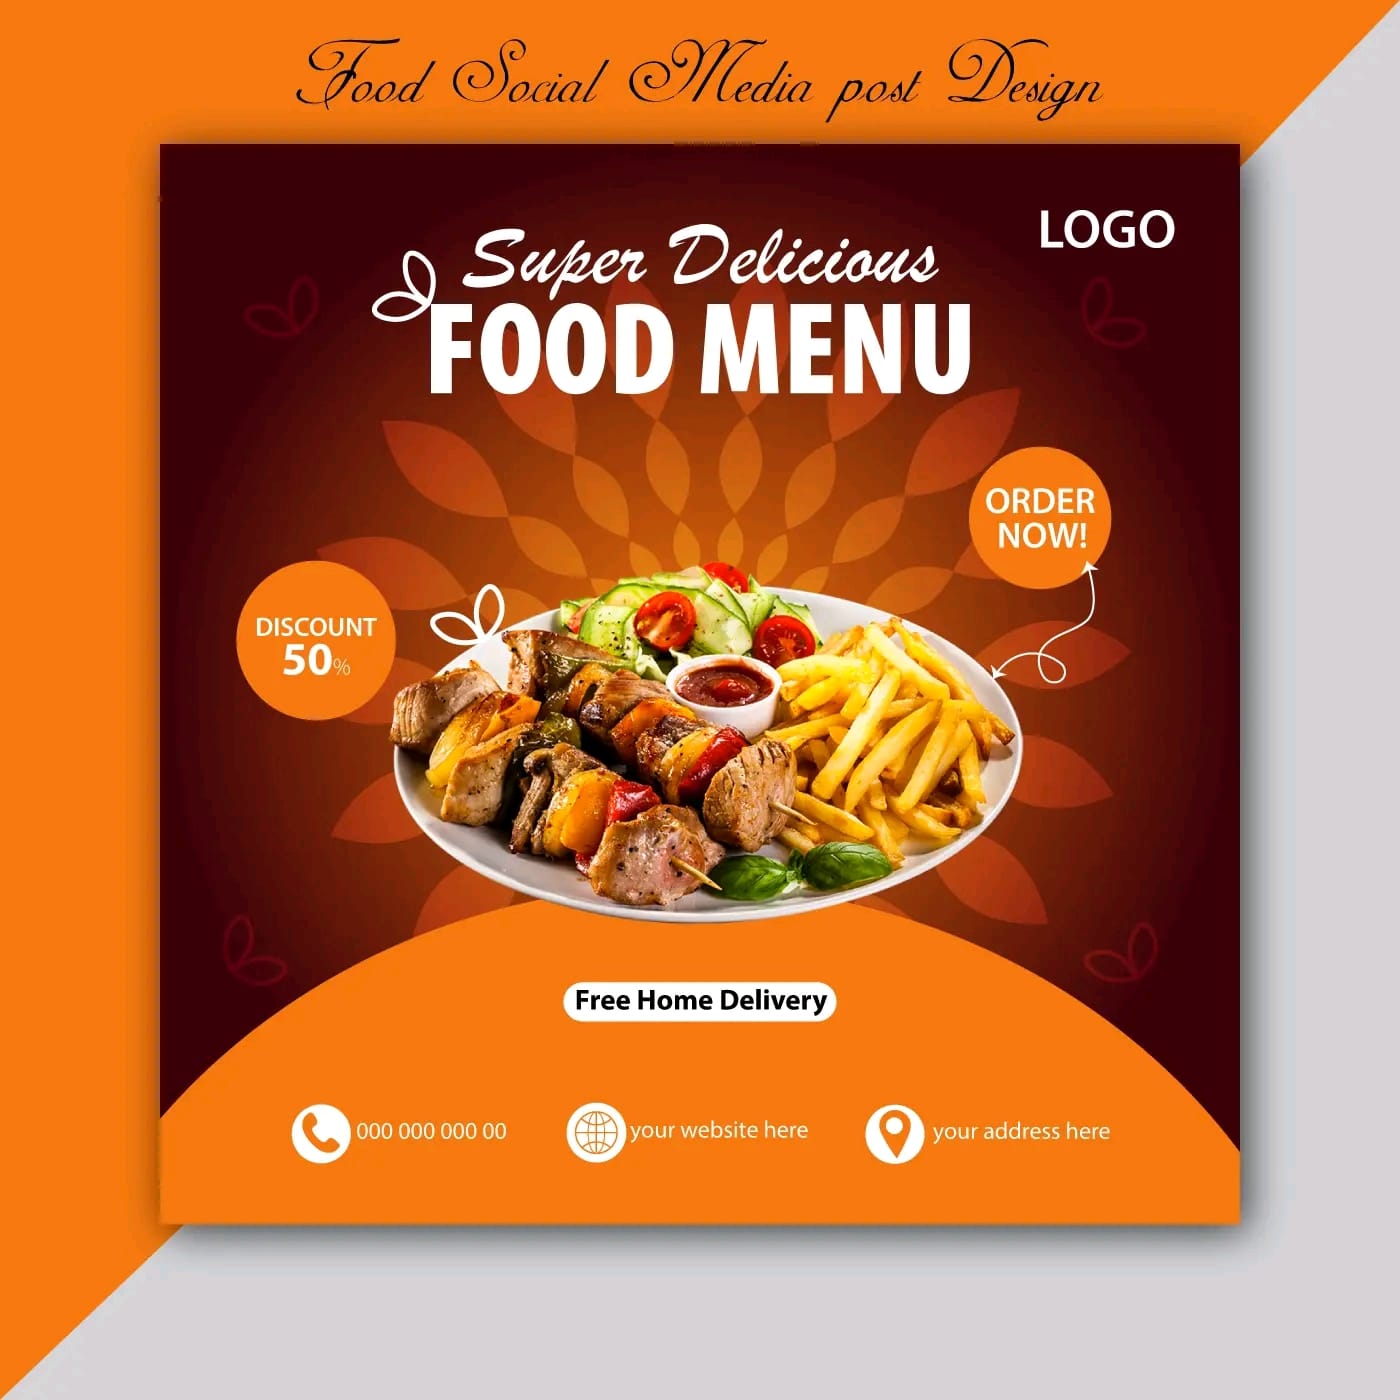 Food Social Media post Design
LOGO
Super Delicious
FOOD MENU
ORDER
NOW!
DISCOUNT
50%
Free Home Delivery
000 000 000 00
your website here
your address here